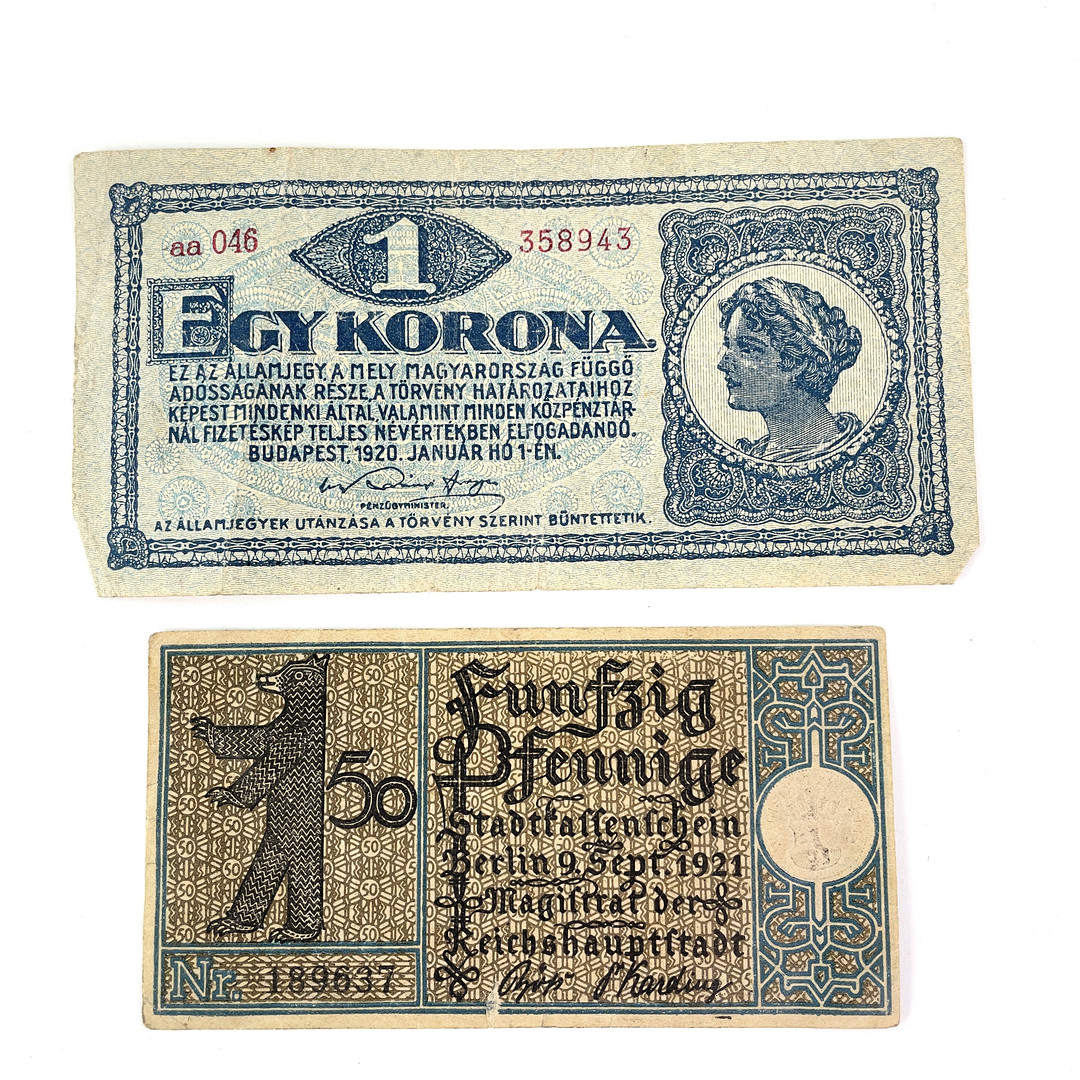 aa 046
1
358943
EGY KORONA.
EZ AZ ÁLLAMJEGY, A MELY MAGYARORSZÁG FÜGGŐ
ADÓSSÁGÁNAK RÉSZE, A TÖRVÉNY HATÁROZATAIHOZ
KÉPEST MINDENKI ÁLTAL, VALAMINT MINDEN KÖZPÉNZTÁR-
NÁL FIZETÉSKÉP TELJES NÉVÉRTÉKBEN ELFOGADANDÓ.
BUDAPEST, 1920. JANUÁR HÓ 1-ÉN.
PÉNZÜGYMINISTER.
AZ ÁLLAMJEGYEK UTÁNZÁSA A TÖRVÉNY SZERINT BÜNTETTETIK.
50
Funfzig
Pfennige
Stadtkassenschein
Berlin 9. Sept. 1921
Magistrat der
Reichshauptstadt
Nr. 189637